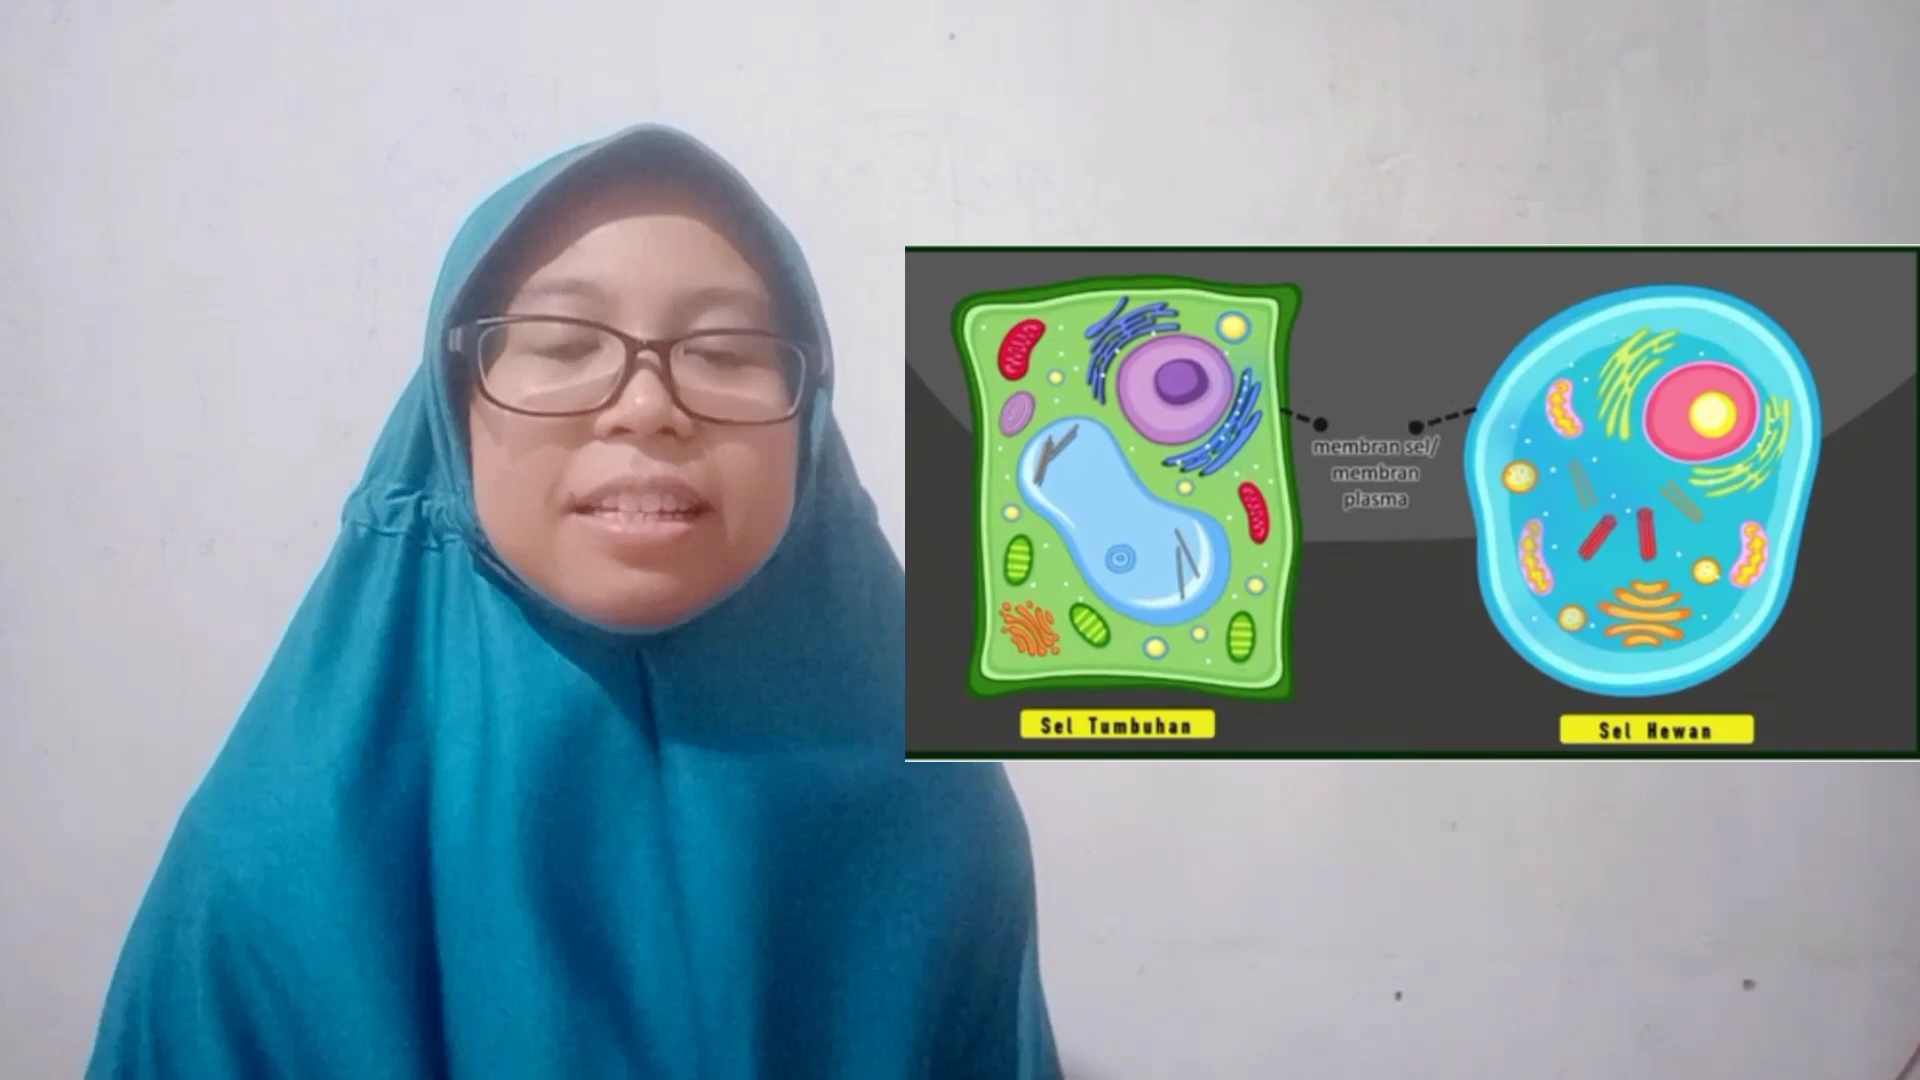 membran sel/
membran
plasma
Sel Tumbuhan
Sel Hewan